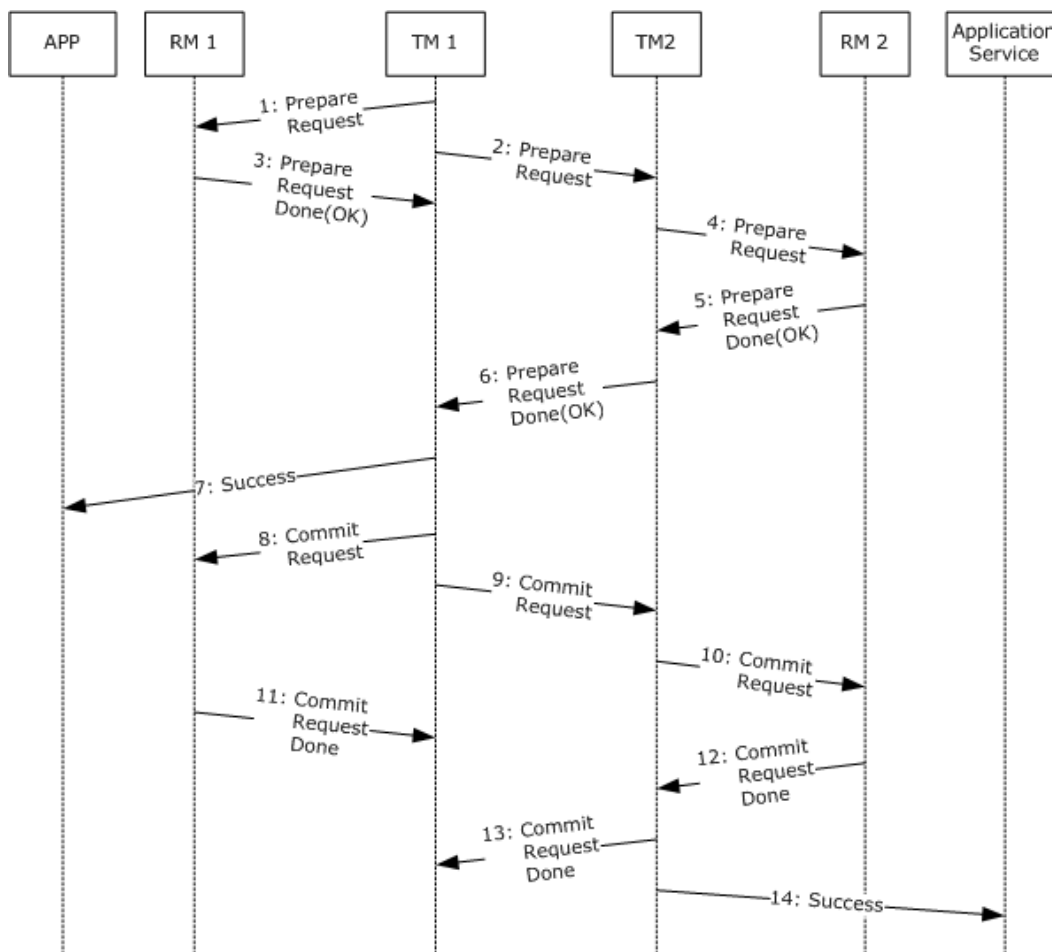 APP
RM 1
TM 1
TM2
RM 2
Application
Service
1: Prepare
Request
2: Prepare
Request
3: Prepare
Request
Done(OK)
4: Prepare
Request
5: Prepare
Request
Done(OK)
6: Prepare
Request
Done(OK)
7: Success
8: Commit
Request
9: Commit
Request
10: Commit
Request
11: Commit
Request
Done
12: Commit
Request
Done
13: Commit
Request
Done
14: Success